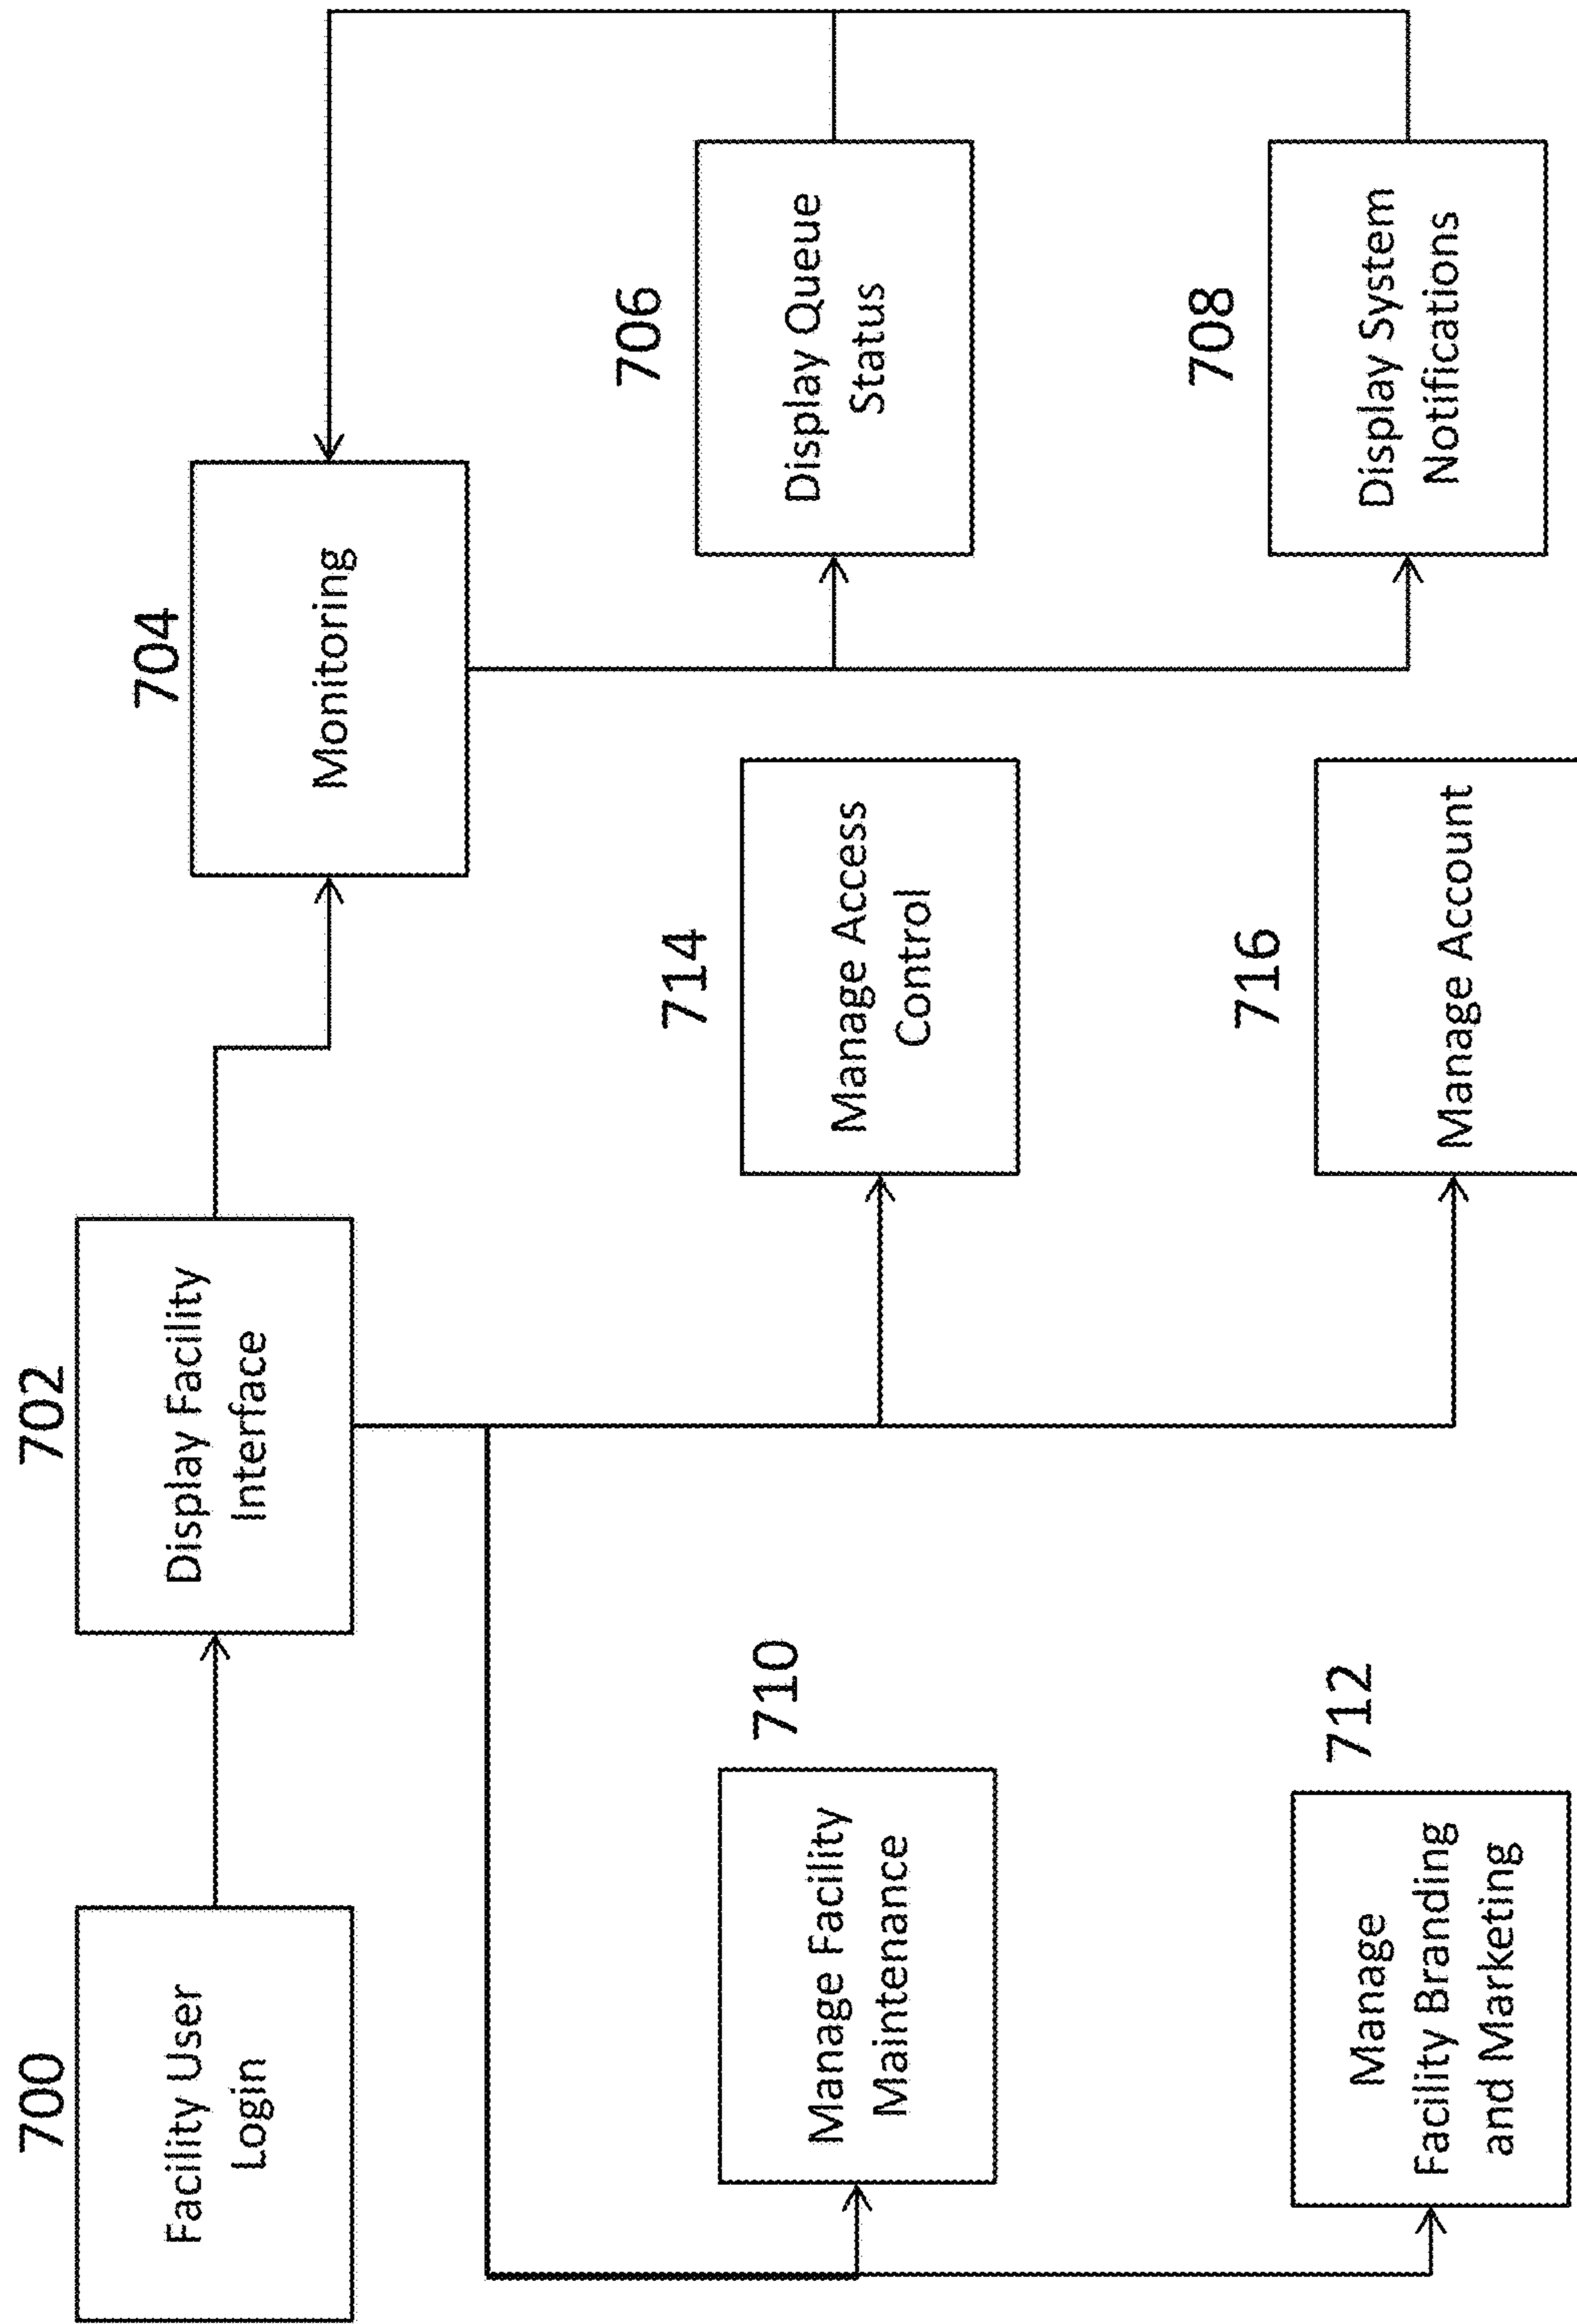 700
Facility User
Login
702
Display Facility
Interface
704
Monitoring
706
Display Queue
Status
708
Display System
Notifications
710
Manage Facility
Maintenance
712
Manage
Facility Branding
and Marketing
714
Manage Access
Control
716
Manage Account